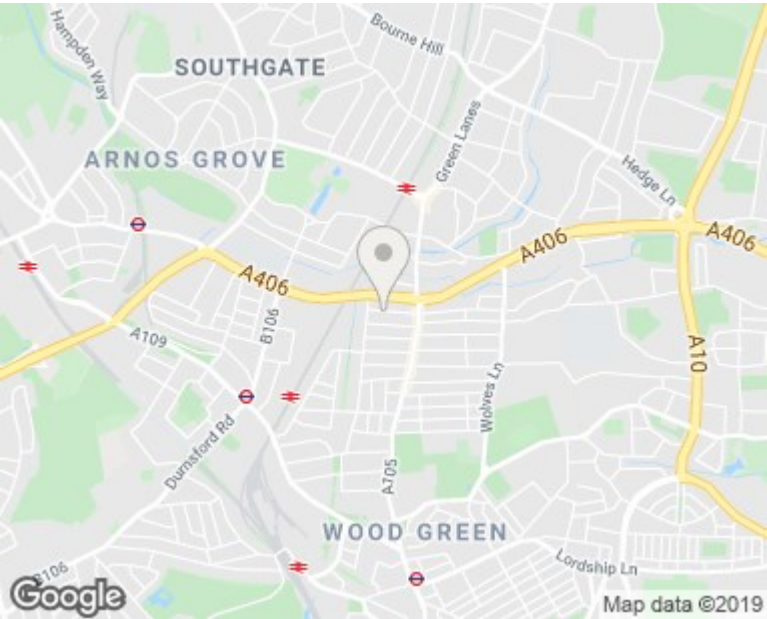 Hampden Way
Bourne Hill
SOUTHGATE
Green Lanes
ARNOS GROVE
Hedge Ln
A406
A406
A406
B106
A109
A10
Wolves Ln
Durnsford Rd
A105
WOOD GREEN
Lordship Ln
B106
Google
Map data ©2019